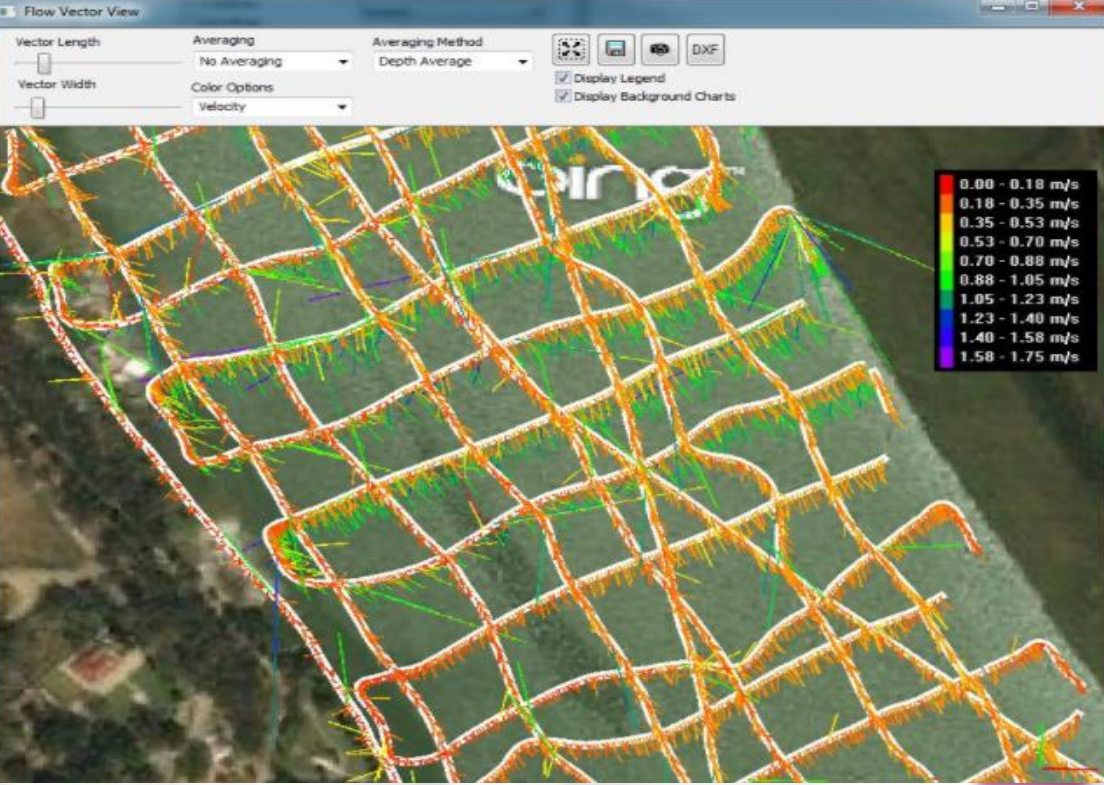 Flow Vector View
Vector Length
Averaging
Averaging Method
No Averaging
Depth Average
DXF
Vector Width
Color Options
Display Legend
Velocity
Display Background Charts
bing
0.00 - 0.18 m/s
0.18 - 0.35 m/s
0.35 - 0.53 m/s
0.53 - 0.70 m/s
0.70 - 0.88 m/s
0.88 - 1.05 m/s
1.05 - 1.23 m/s
1.23 - 1.40 m/s
1.40 - 1.58 m/s
1.58 - 1.75 m/s